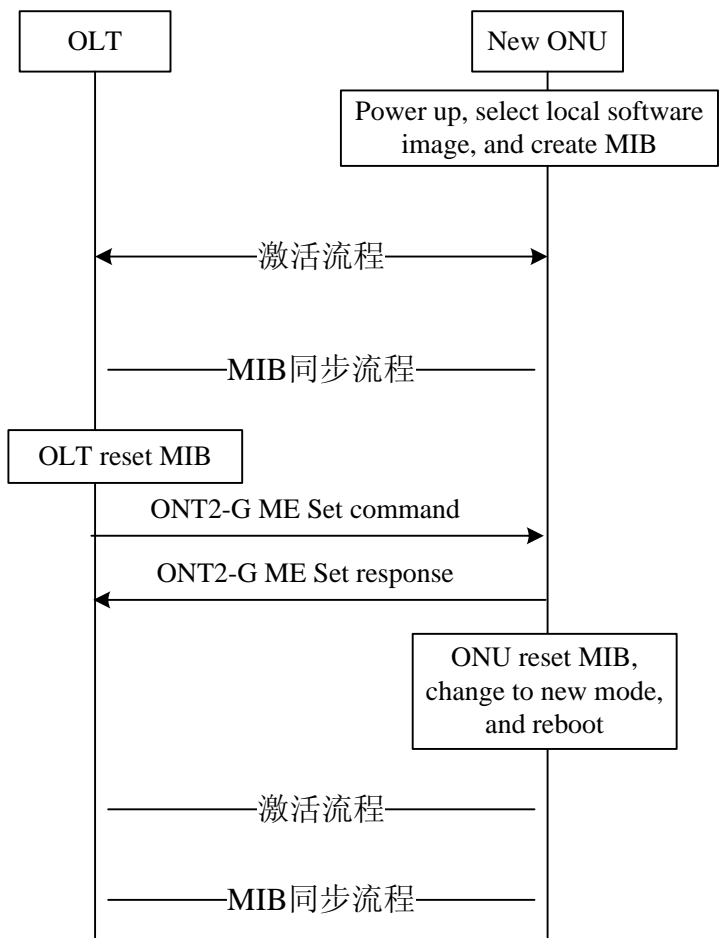 OLT
New ONU
Power up, select local software
image, and create MIB
激活流程
MIB同步流程
OLT reset MIB
ONT2-G ME Set command
ONT2-G ME Set response
ONU reset MIB,
change to new mode,
and reboot
激活流程
MIB同步流程